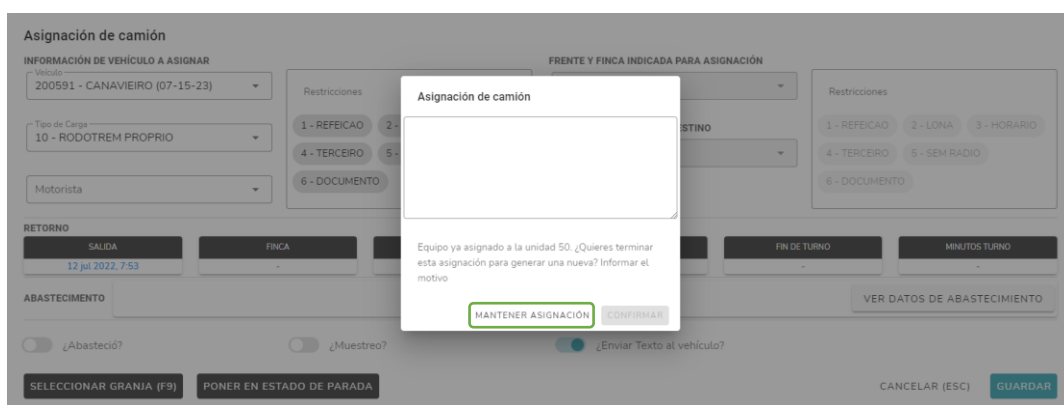 Asignación de camión
INFORMACIÓN DE VEHÍCULO A ASIGNAR
FRENTE Y FINCA INDICADA PARA ASIGNACIÓN
Veículo
200591 - CANAVIEIRO (07-15-23)
Restricciones
Restricciones
Tipo de Carga
10 - RODOTREM PROPRIO
1 - REFEICAO 2 -
4 - TERCEIRO 5 -
6 - DOCUMENTO
ESTINO
1 - REFEICAO 2 - LONA 3 - HORARIO
4 - TERCEIRO 5 - SEM RADIO
6 - DOCUMENTO
Motorista
Asignación de camión
Equipo ya asignado a la unidad 50. ¿Quieres terminar
esta asignación para generar una nueva? Informar el
motivo
MANTENER ASIGNACIÓN CONFIRMAR
RETORNO
SALIDA FINCA FIN DE TURNO MINUTOS TURNO
12 jul 2022, 7:53 - - -
ABASTECIMIENTO VER DATOS DE ABASTECIMIENTO
¿Abasteció? ¿Muestreo? ¿Enviar Texto al vehículo?
SELECCIONAR GRANJA (F9) PONER EN ESTADO DE PARADA CANCELAR (ESC) GUARDAR